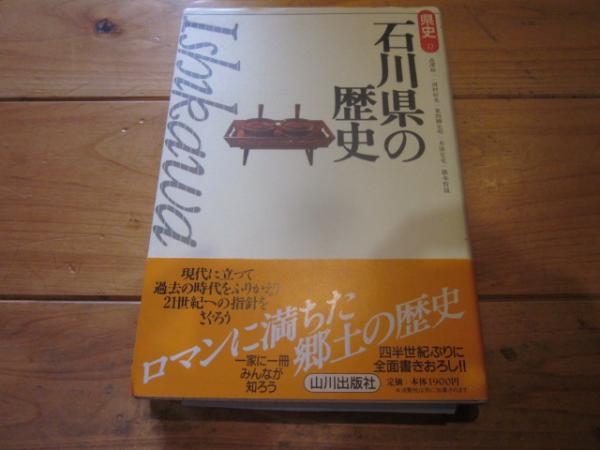 県史
石川県の
歴史
Ishikawa
現代に立って
過去の時代をふりかえり
21世紀への指針を
さぐろう
ロマンに満ちた
郷土の歴史
一家に一冊
みんなが
知ろう
四半世紀ぶりに
全面書きおろし!!
山川出版社
定価:本体1900円